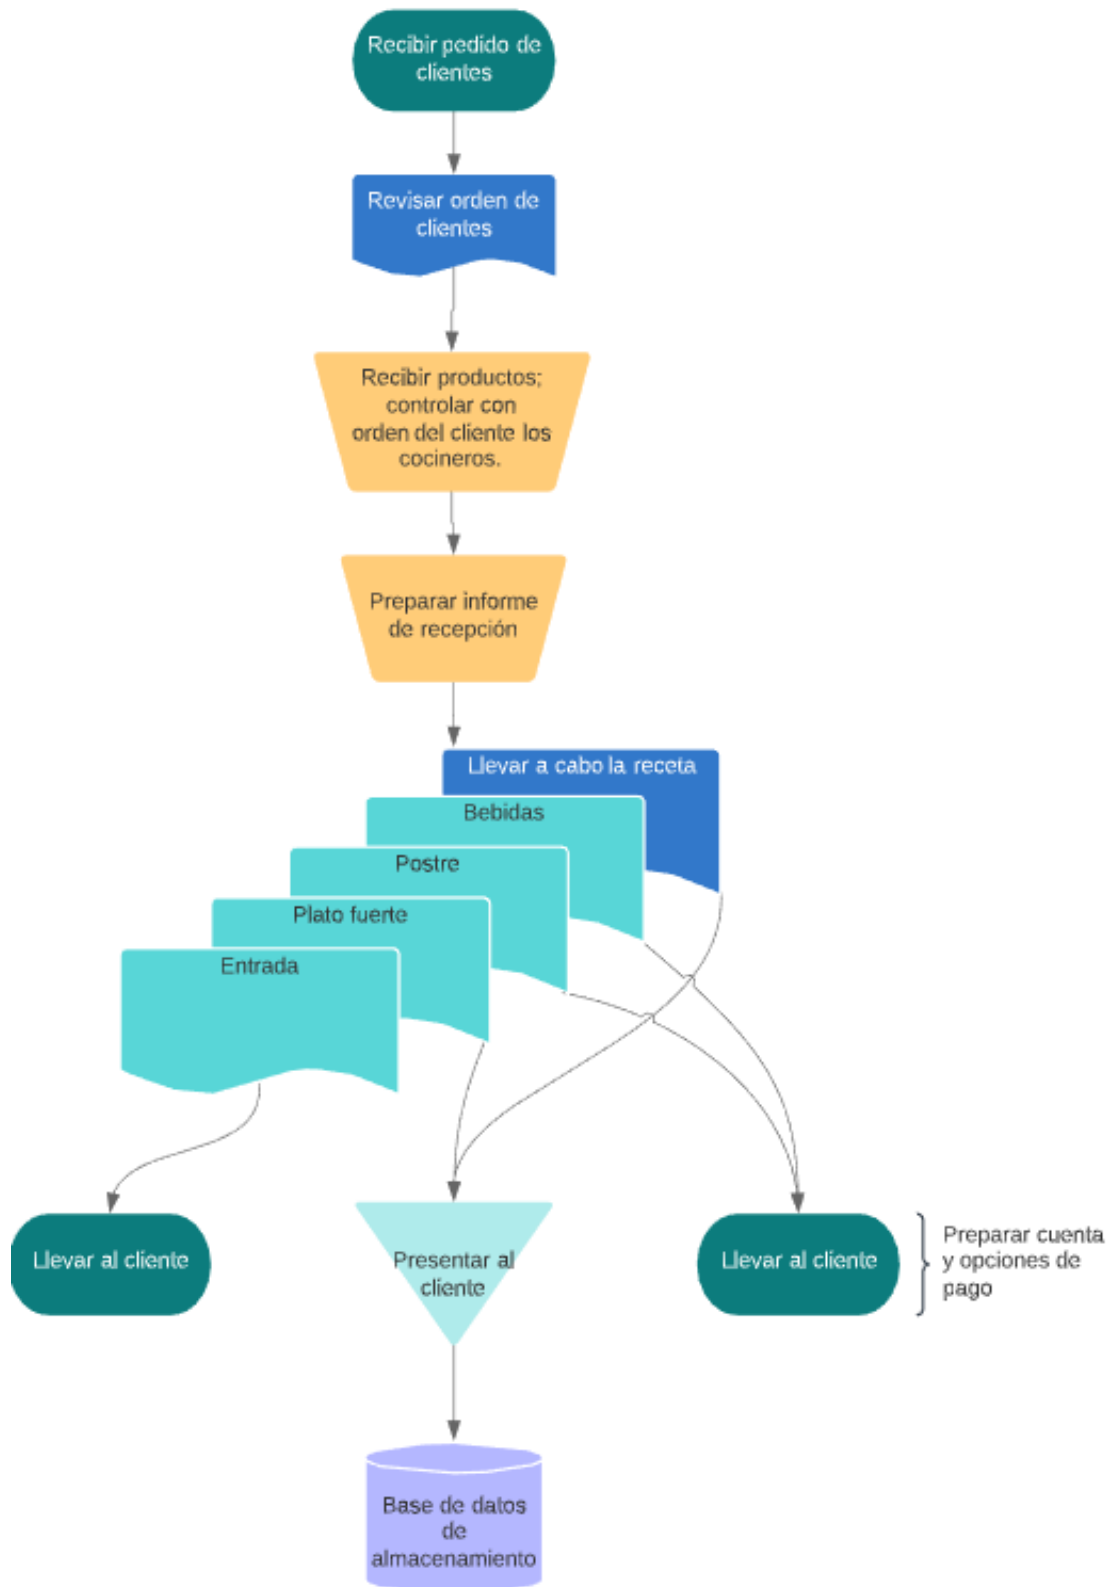 Recibir pedido de
clientes
Revisar orden de
clientes
Recibir productos;
controlar con
orden del cliente los
cocineros.
Preparar informe
de recepción
Llevar a cabo la receta
Bebidas
Postre
Plato fuerte
Entrada
Llevar al cliente
Presentar al
cliente
Llevar al cliente
Preparar cuenta
y opciones de
pago
Base de datos
de
almacenamiento